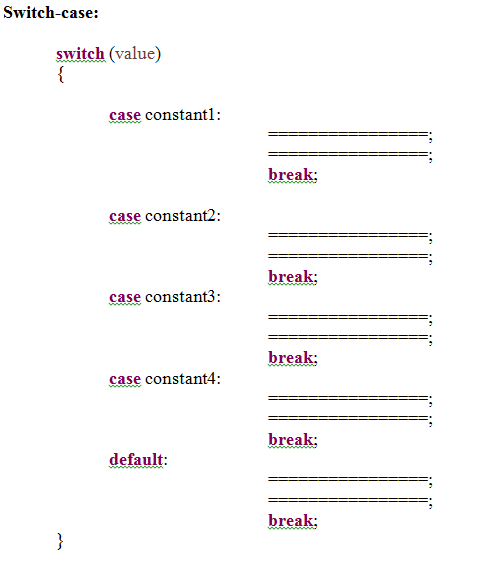 Switch-case:
switch (value)
{
case constant1:
================;
================;
break;
case constant2:
================;
================;
break;
case constant3:
================;
================;
break;
case constant4:
================;
================;
break;
default:
================;
================;
break;
}